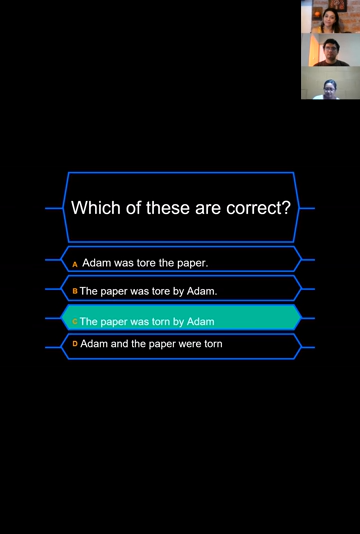 Which of these are correct?
A Adam was tore the paper.
B The paper was tore by Adam.
C The paper was torn by Adam
D Adam and the paper were torn